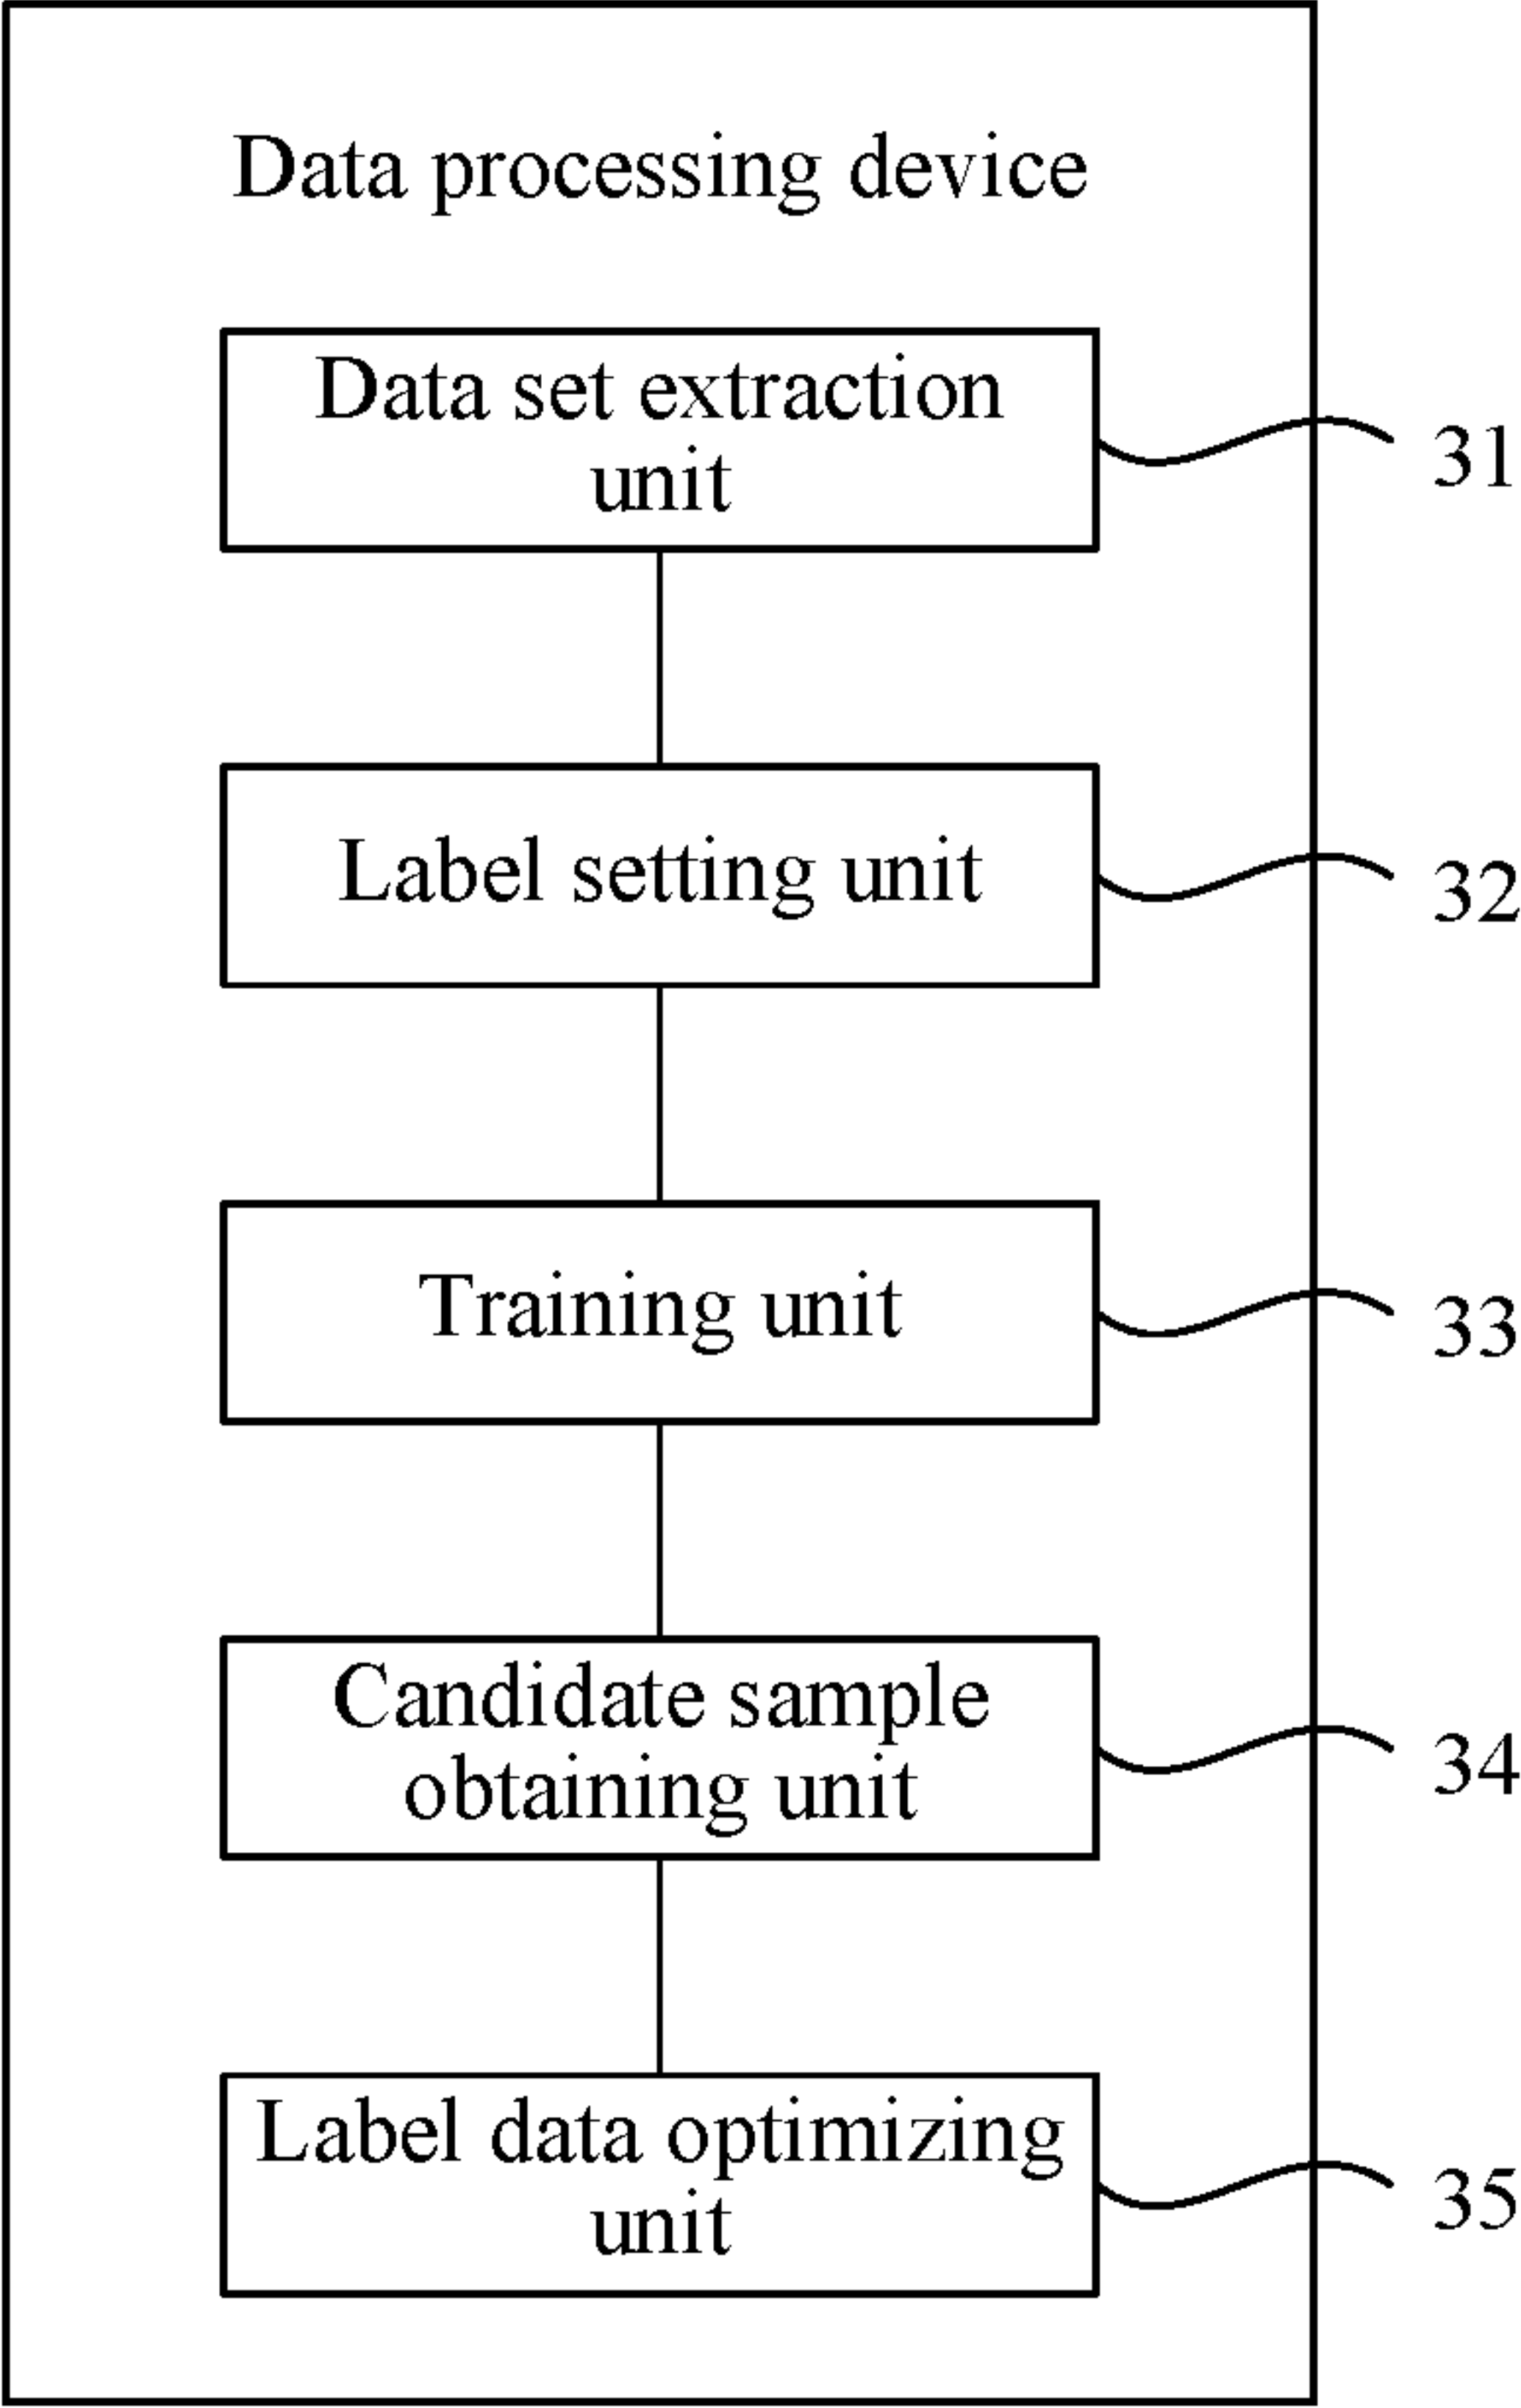 Data processing device
Data set extraction
unit
31
Label setting unit
32
Training unit
33
Candidate sample
obtaining unit
34
Label data optimizing
unit
35